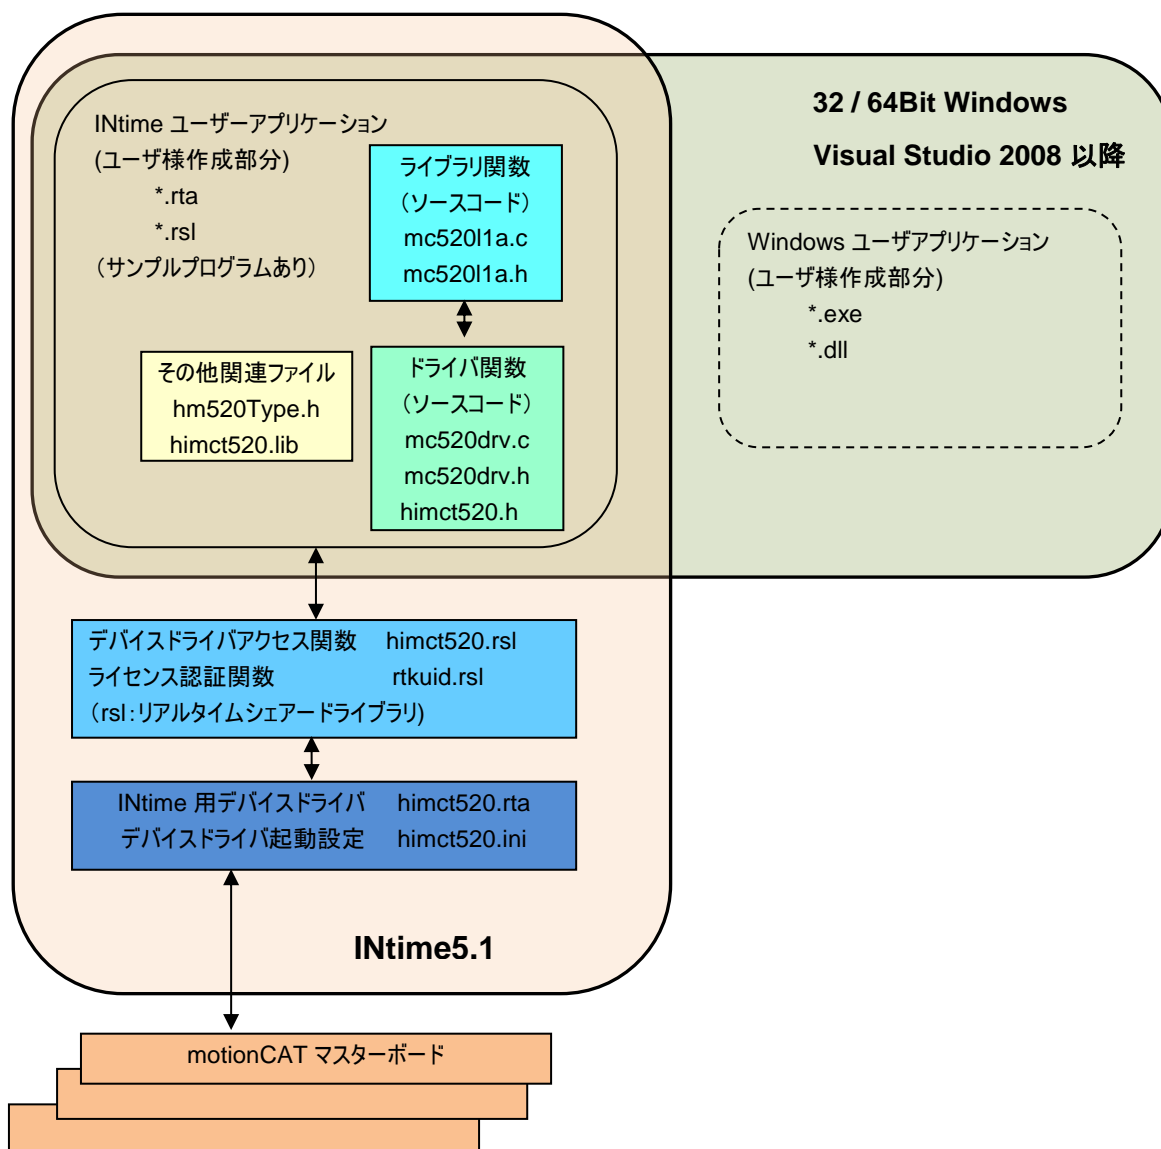 32 / 64Bit Windows
Visual Studio 2008 以降
INtime ユーザーアプリケーション
(ユーザ様作成部分)
*.rta
*.rsl
（サンプルプログラムあり）
ライブラリ関数
（ソースコード）
mc520l1a.c
mc520l1a.h
その他関連ファイル
hm520Type.h
himct520.lib
ドライバ関数
（ソースコード）
mc520drv.c
mc520drv.h
himct520.h
Windows ユーザアプリケーション
(ユーザ様作成部分)
*.exe
*.dll
デバイスドライバアクセス関数 himct520.rsl
ライセンス認証関数 rtkuid.rsl
（rsl：リアルタイムシェアードライブラリ)
INtime 用デバイスドライバ himct520.rta
デバイスドライバ起動設定 himct520.ini
INtime5.1
motionCAT マスターボード